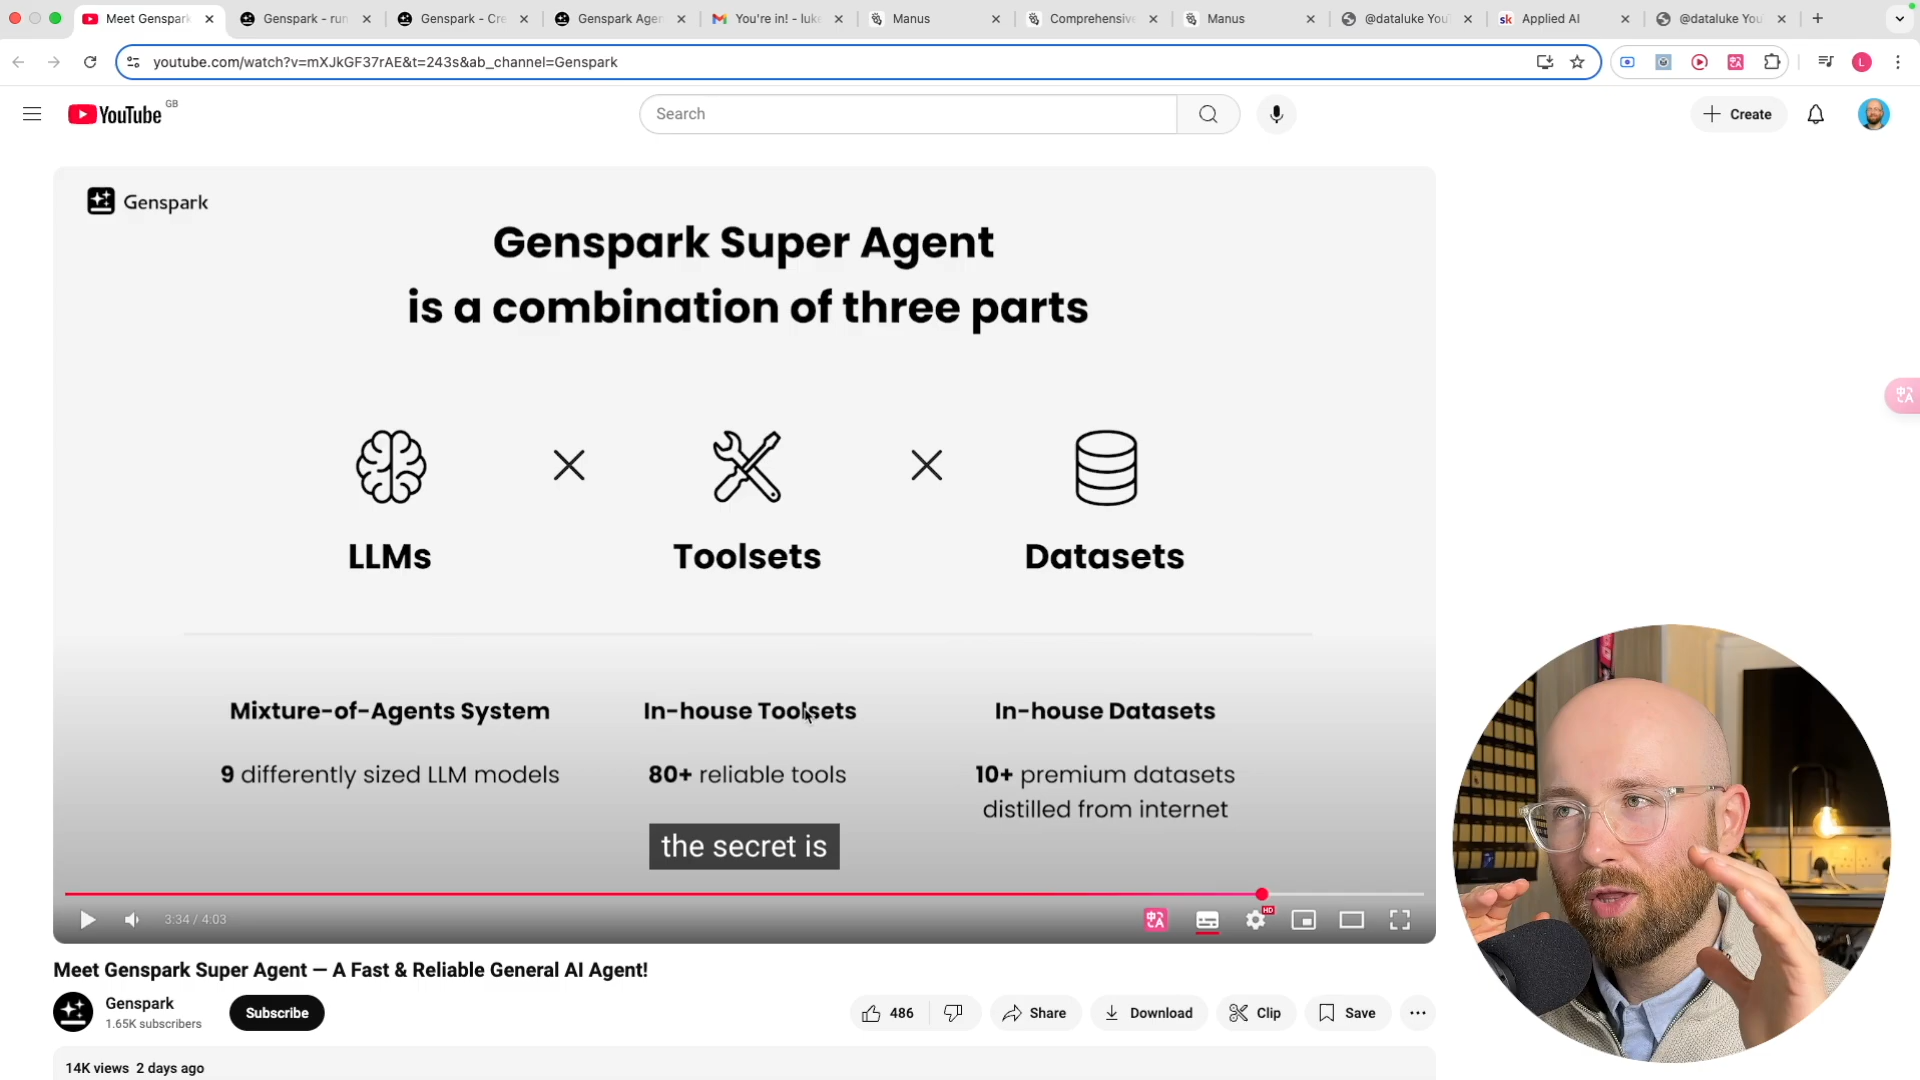 Meet Genspark
Genspark - run
Genspark - Cre
Genspark Agen
You're in! - luke
Manus
Comprehensive
Manus
@dataluke You
Applied AI
@dataluke You
youtube.com/watch?v=mXJkGF37rAE&t=243s&ab_channel=Genspark
L
YouTube GB
Search
Create
Genspark
Genspark Super Agent
is a combination of three parts
LLMs
Toolsets
Datasets
Mixture-of-Agents System
In-house Toolsets
In-house Datasets
9 differently sized LLM models
80+ reliable tools
10+ premium datasets
distilled from internet
the secret is
3:34 / 4:03
HD
Meet Genspark Super Agent — A Fast & Reliable General AI Agent!
Genspark
1.65K subscribers
Subscribe
486
Share
Download
Clip
Save
14K views 2 days ago